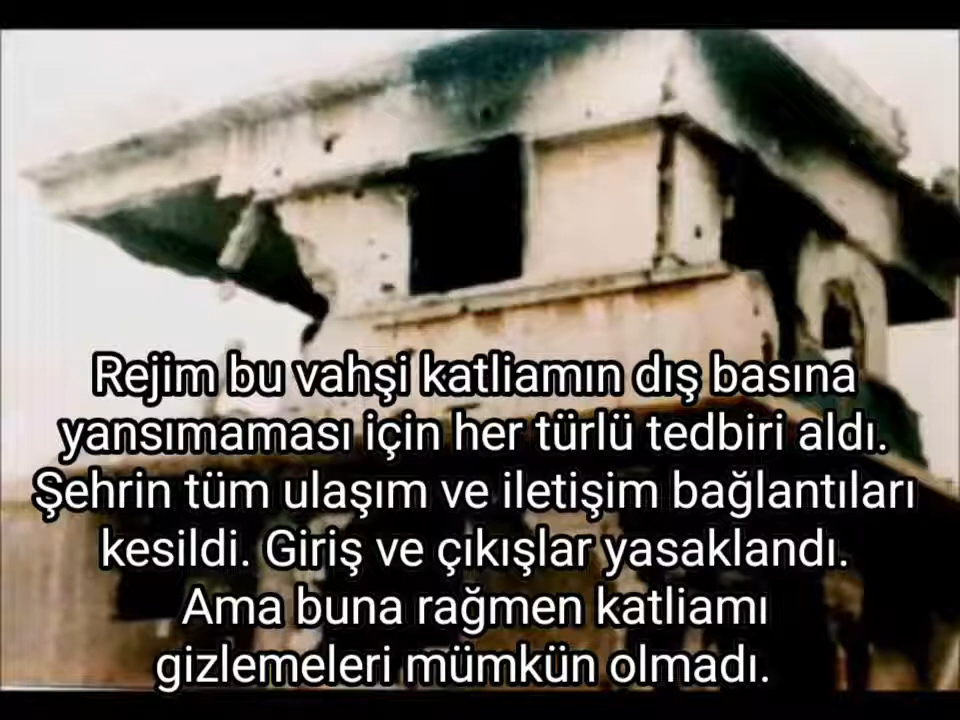 Rejim bu vahşi katliamın dış basına
yansımaması için her türlü tedbiri aldı.
Şehrin tüm ulaşım ve iletişim bağlantıları
kesildi. Giriş ve çıkışlar yasaklandı.
Ama buna rağmen katliamı
gizlemeleri mümkün olmadı.